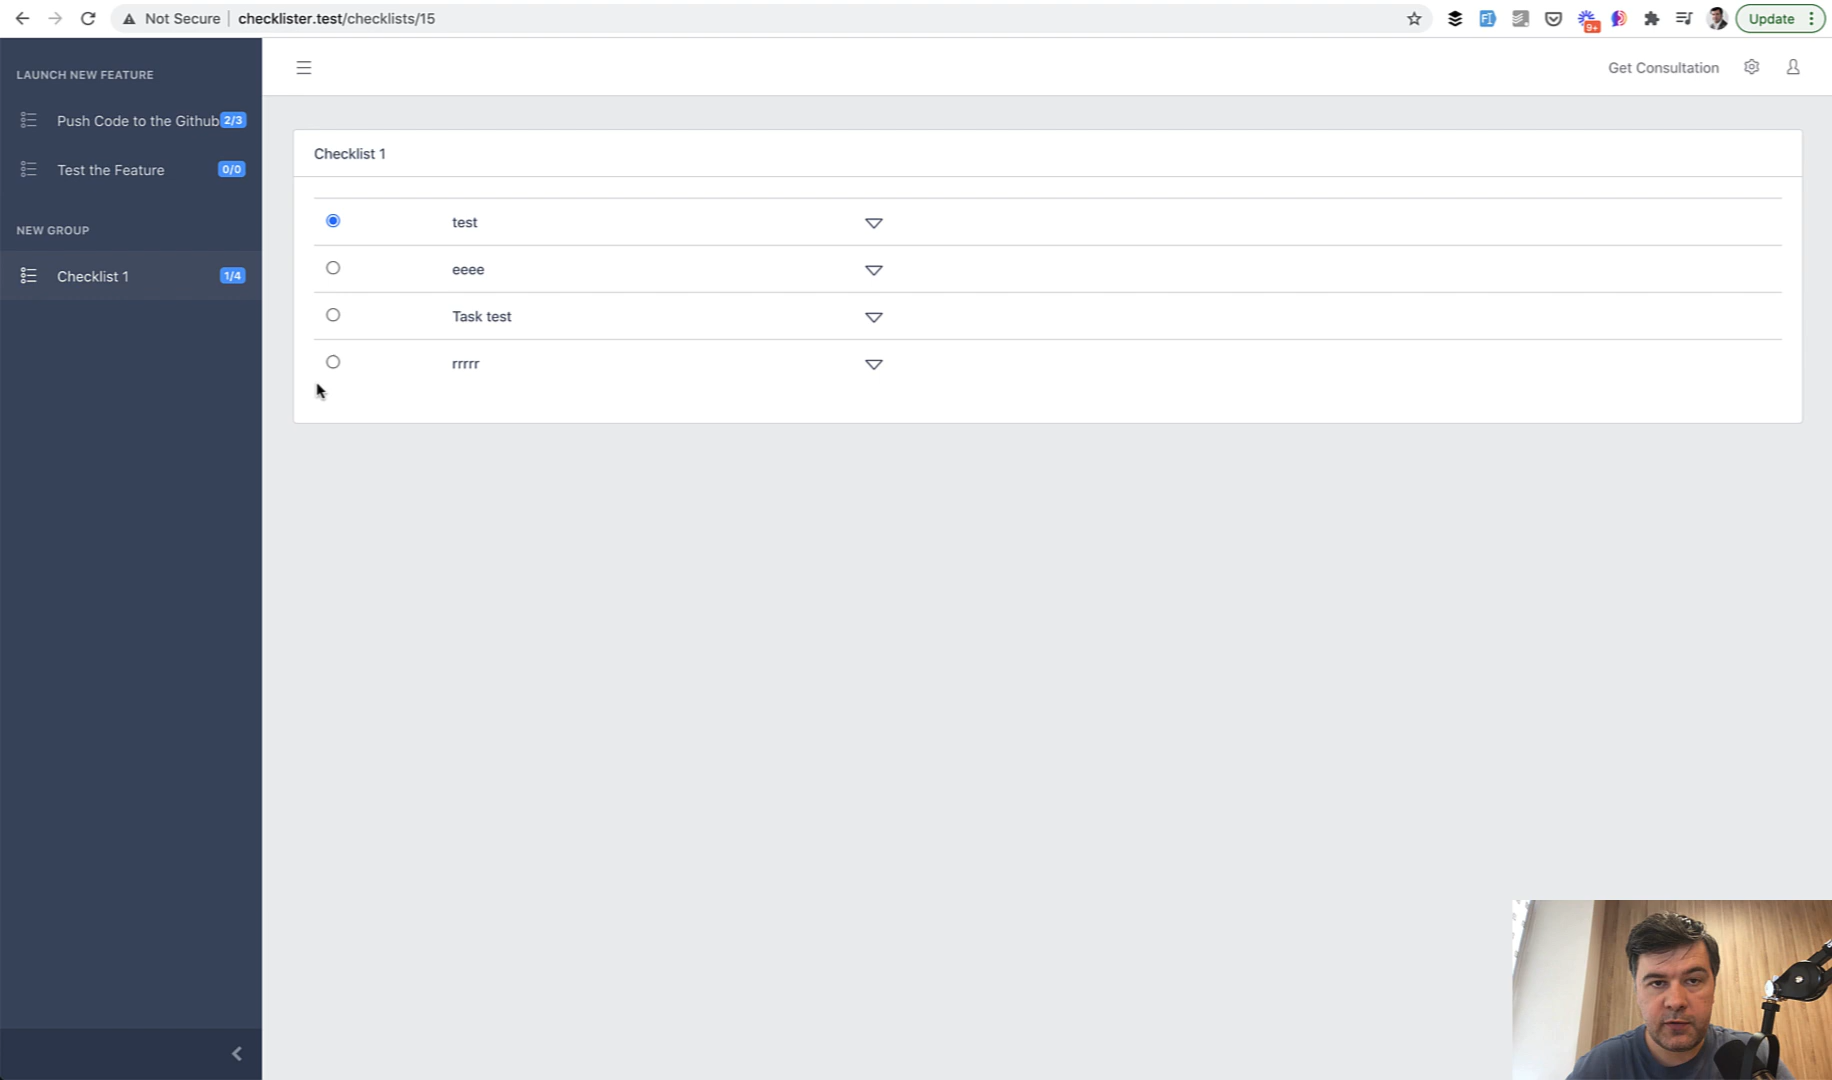 Not Secure
checklister.test/checklists/15
9+
Update
LAUNCH NEW FEATURE
Push Code to the Github 2/3
Test the Feature 0/0
NEW GROUP
Checklist 1 1/4
Get Consultation
Checklist 1
test
eeee
Task test
rrrrr